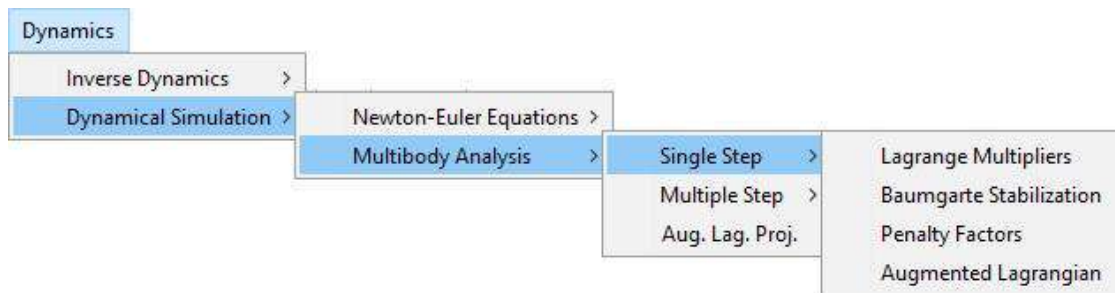 Dynamics
Inverse Dynamics >
Dynamical Simulation >
Newton-Euler Equations >
Multibody Analysis >
Single Step >
Multiple Step >
Aug. Lag. Proj.
Lagrange Multipliers
Baumgarte Stabilization
Penalty Factors
Augmented Lagrangian